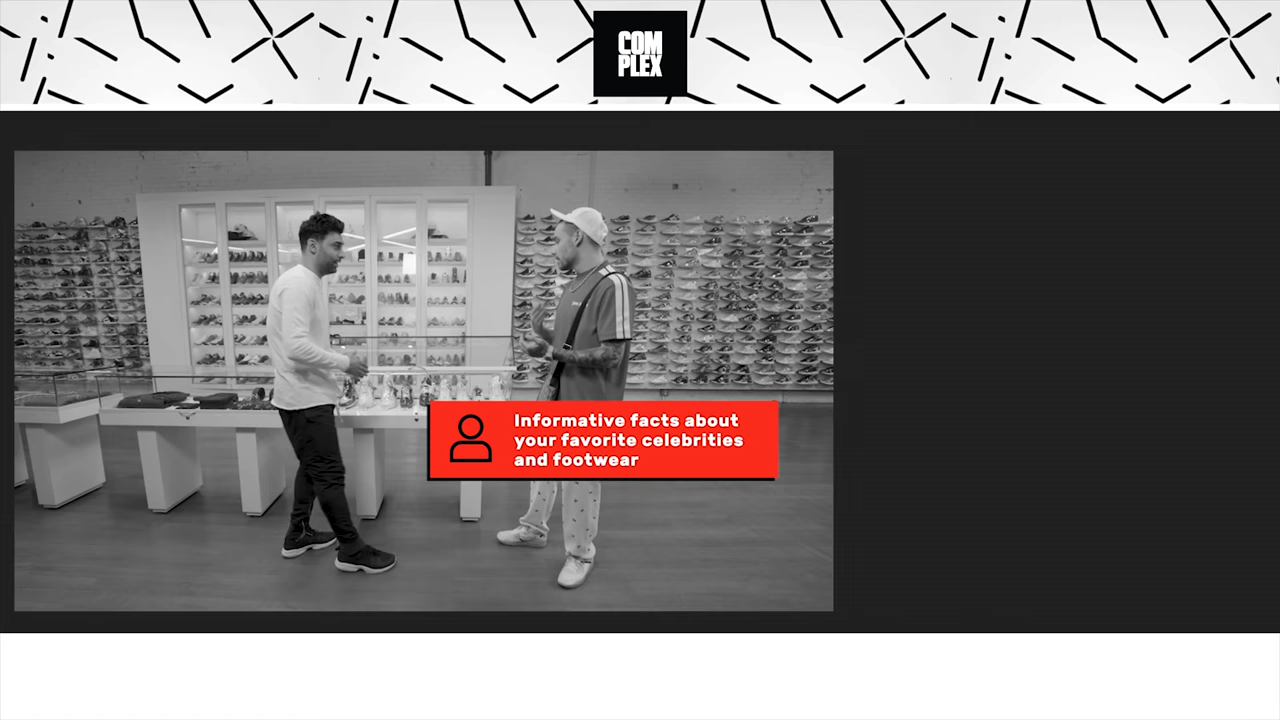 COM
PLEX
Informative facts about
your favorite celebrities
and footwear